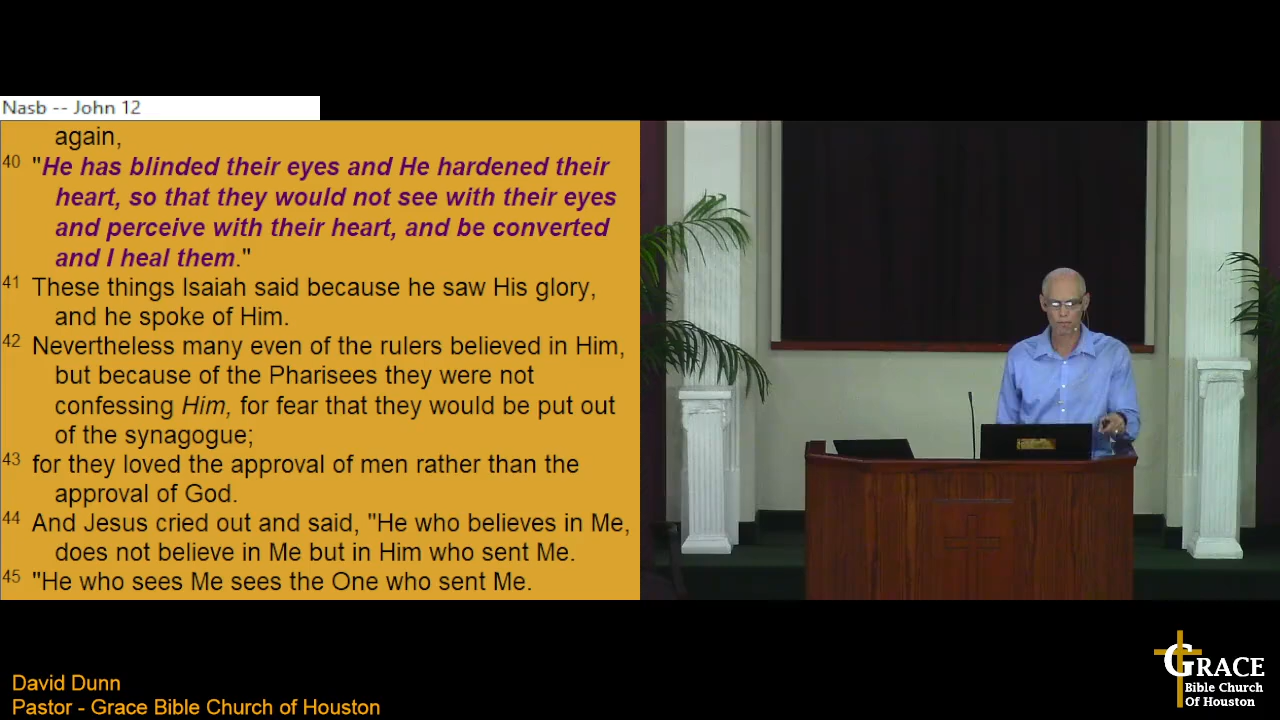 Nasb -- John 12
again,
40 "He has blinded their eyes and He hardened their
heart, so that they would not see with their eyes
and perceive with their heart, and be converted
and I heal them."
41 These things Isaiah said because he saw His glory,
and he spoke of Him.
42 Nevertheless many even of the rulers believed in Him,
but because of the Pharisees they were not
confessing Him, for fear that they would be put out
of the synagogue;
43 for they loved the approval of men rather than the
approval of God.
44 And Jesus cried out and said, "He who believes in Me,
does not believe in Me but in Him who sent Me.
45 "He who sees Me sees the One who sent Me.
David Dunn
Pastor - Grace Bible Church of Houston
GRACE
Bible Church
Of Houston